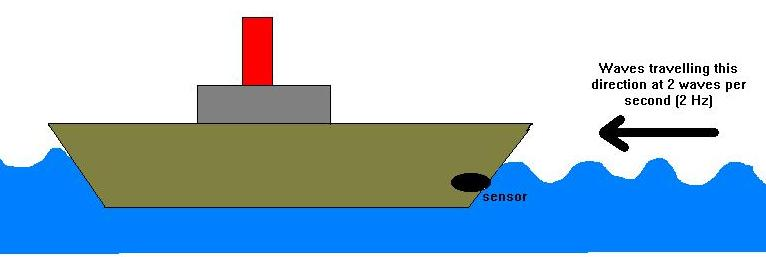 Waves travelling this
direction at 2 waves per
second (2 Hz)
sensor